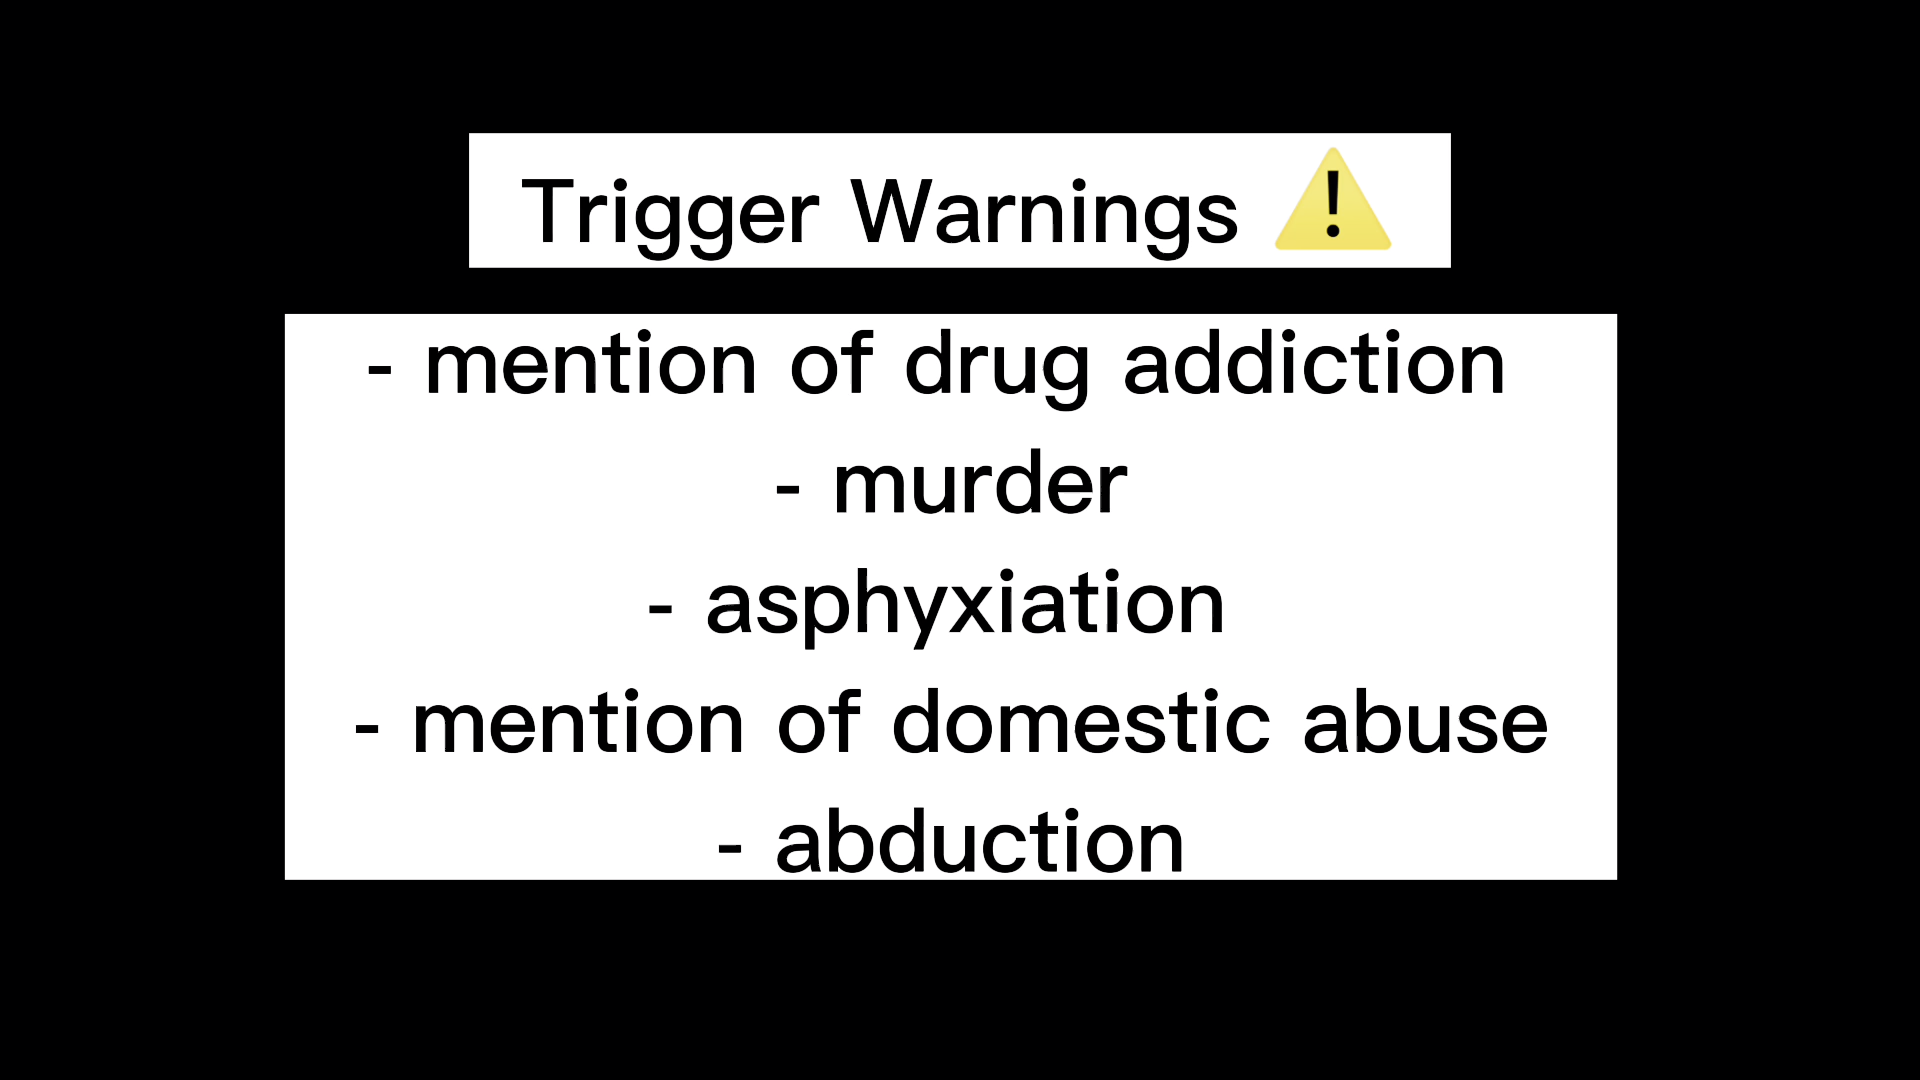 Trigger Warnings ⚠️
- mention of drug addiction
- murder
- asphyxiation
- mention of domestic abuse
- abduction